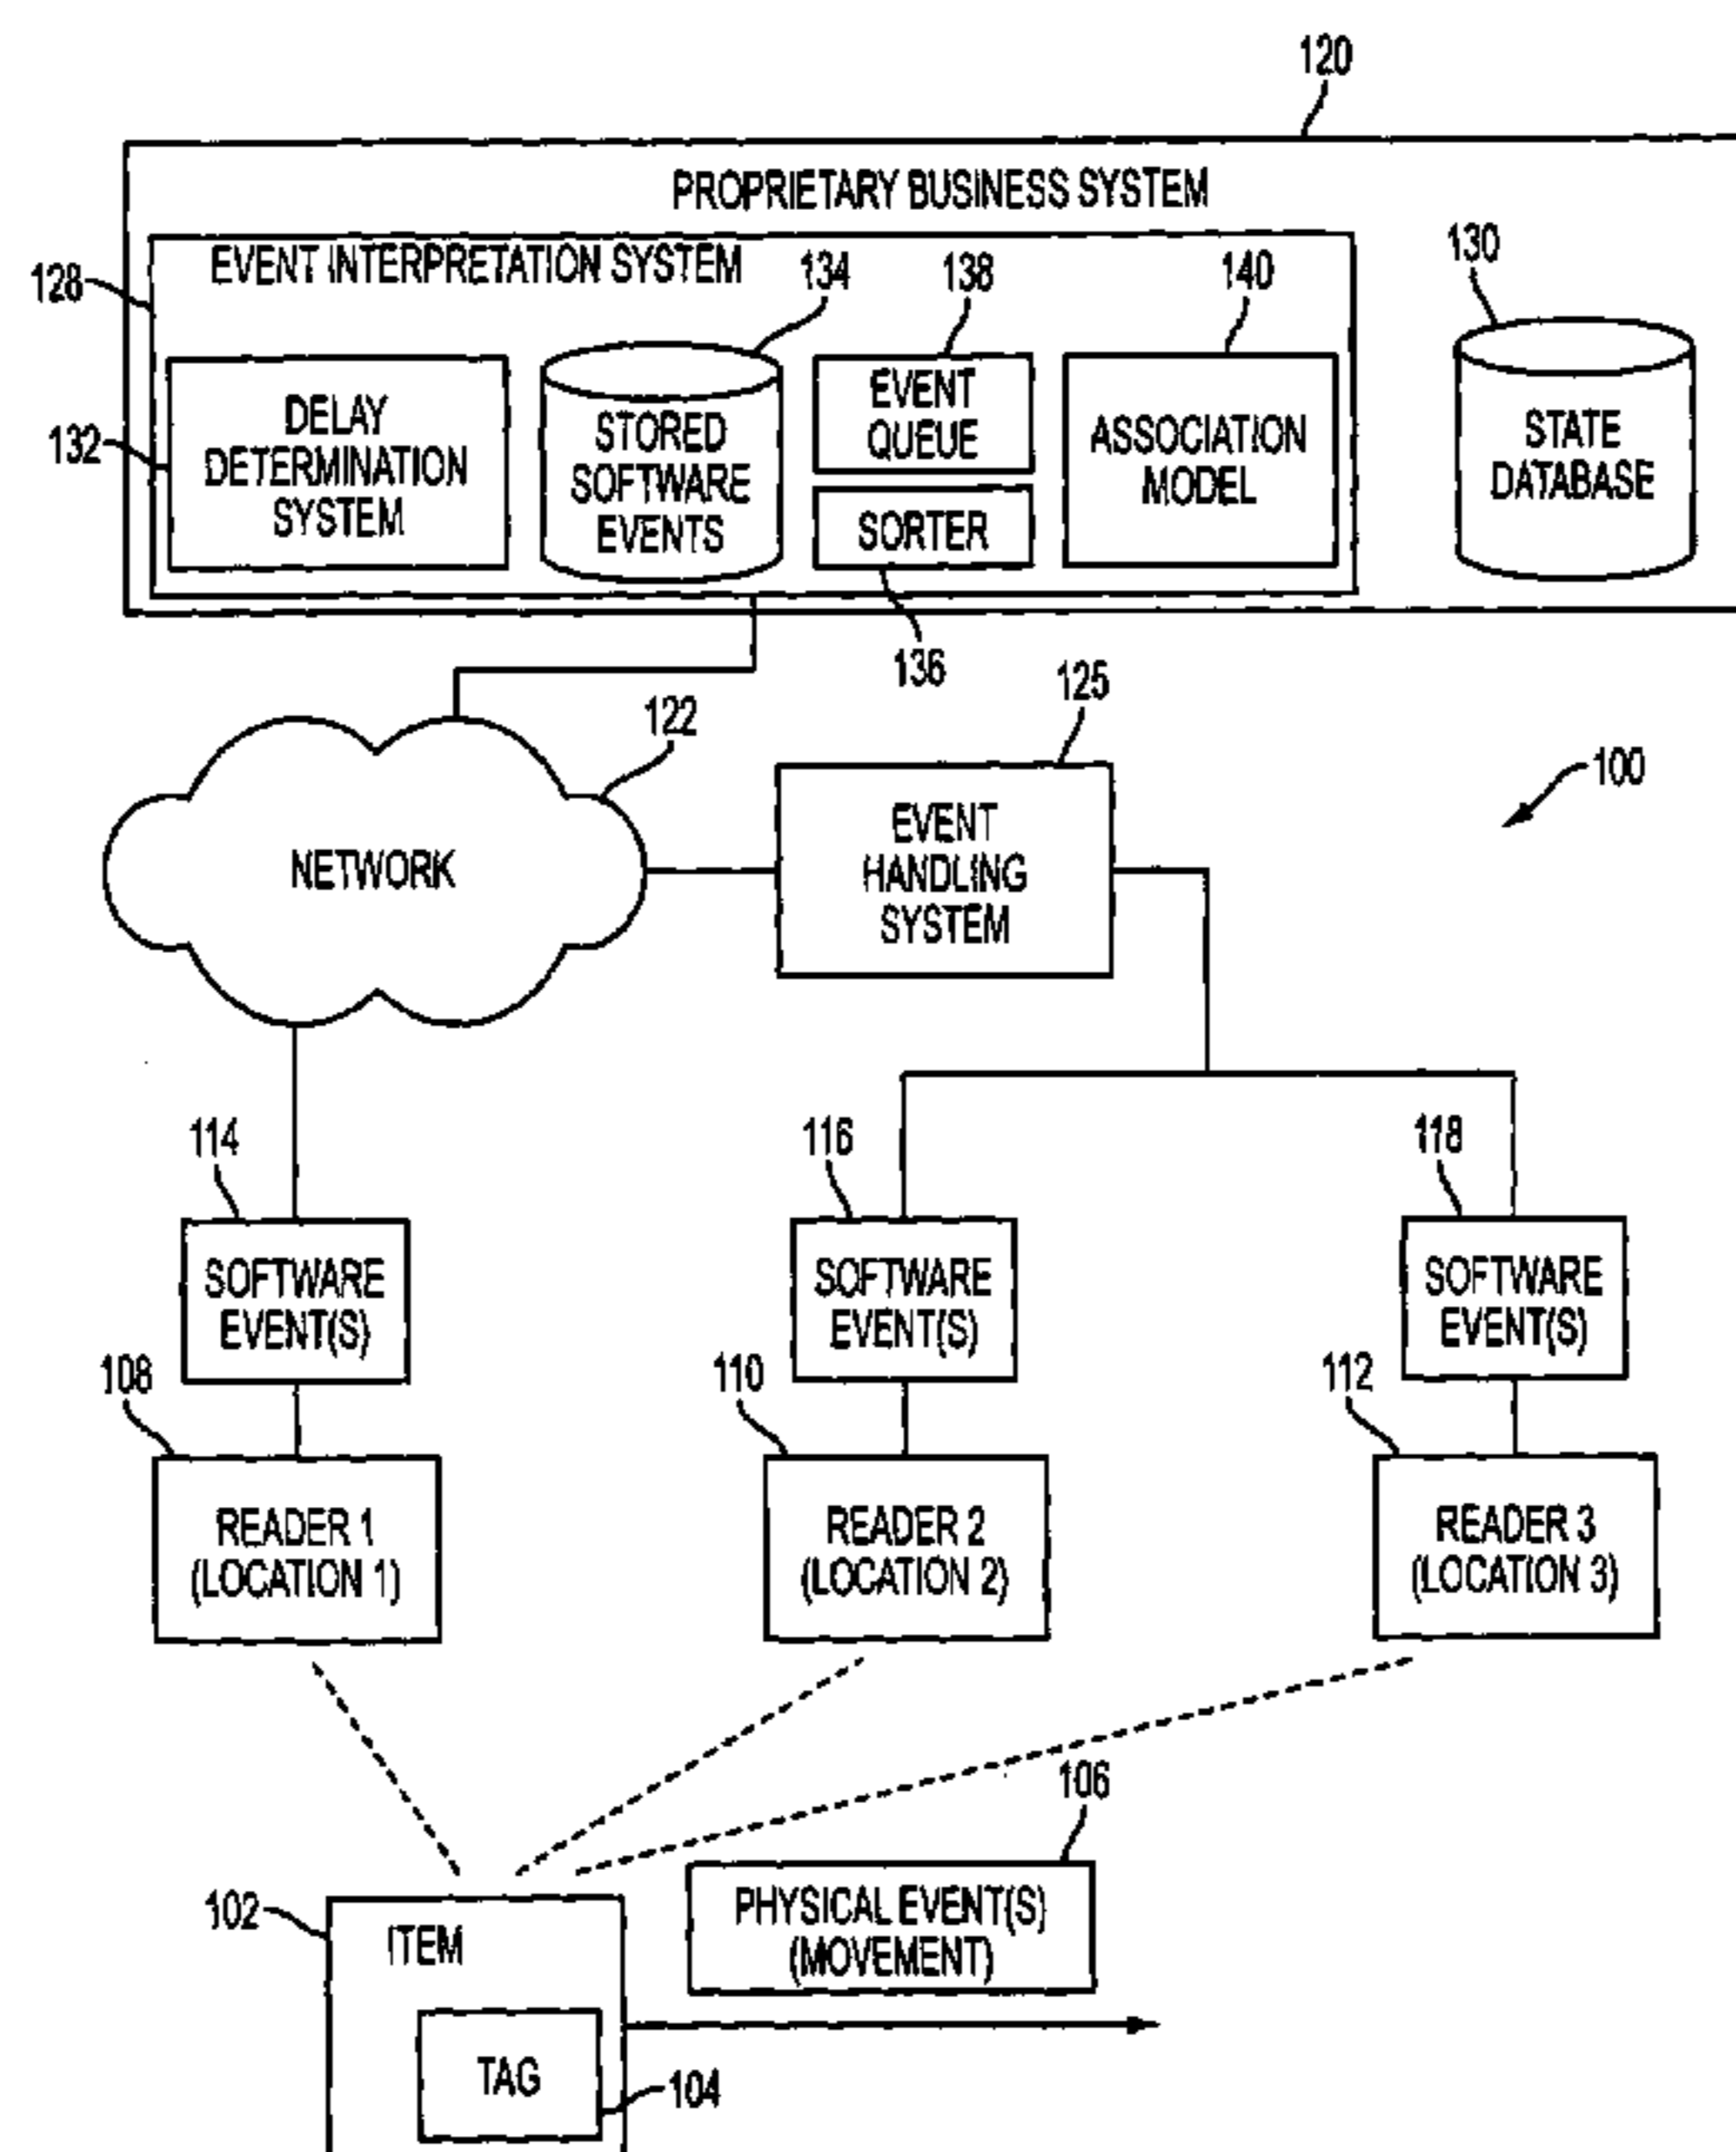 120
PROPRIETARY BUSINESS SYSTEM
EVENT INTERPRETATION SYSTEM
128
134
138
140
130
DELAY
DETERMINATION
SYSTEM
132
STORED
SOFTWARE
EVENTS
EVENT
QUEUE
SORTER
ASSOCIATION
MODEL
STATE
DATABASE
136
125
122
100
NETWORK
EVENT
HANDLING
SYSTEM
114
116
118
SOFTWARE
EVENT(S)
SOFTWARE
EVENT(S)
SOFTWARE
EVENT(S)
108
110
112
READER 1
(LOCATION 1)
READER 2
(LOCATION 2)
READER 3
(LOCATION 3)
106
102
ITEM
PHYSICAL EVENT(S)
(MOVEMENT)
TAG
104